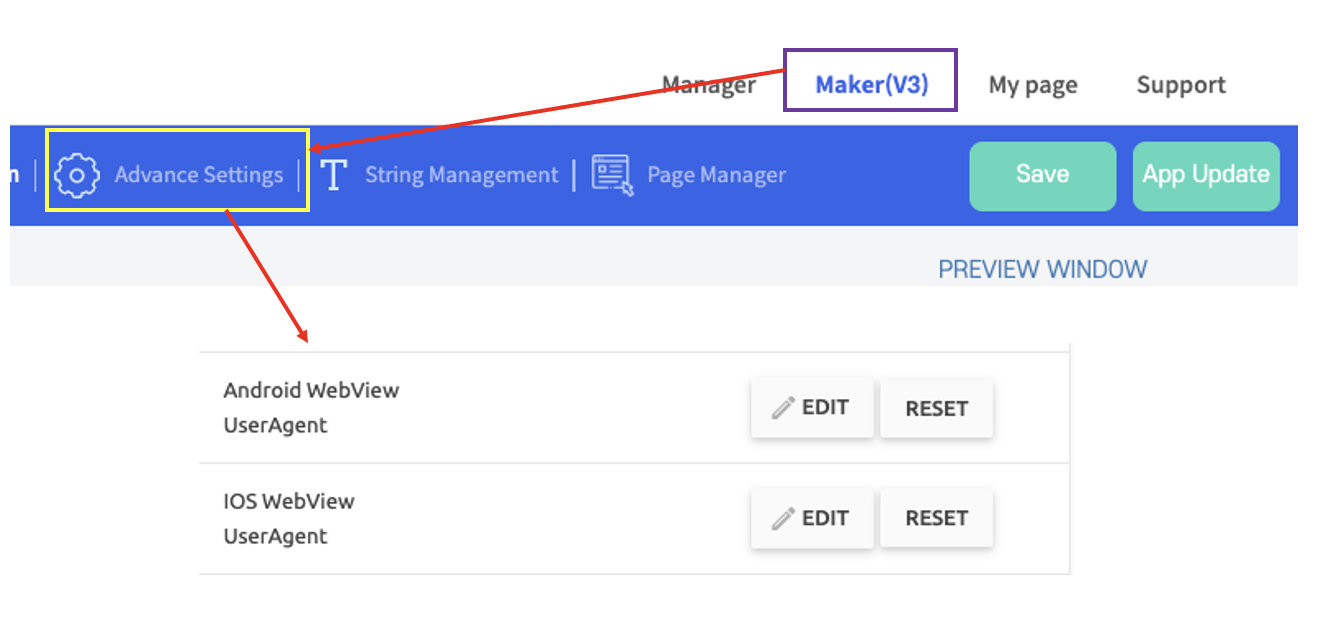 Manager Maker(V3) My page Support
n | Advance Settings | String Management | Page Manager Save App Update
PREVIEW WINDOW
Android WebView
UserAgent
EDIT RESET
IOS WebView
UserAgent
EDIT RESET